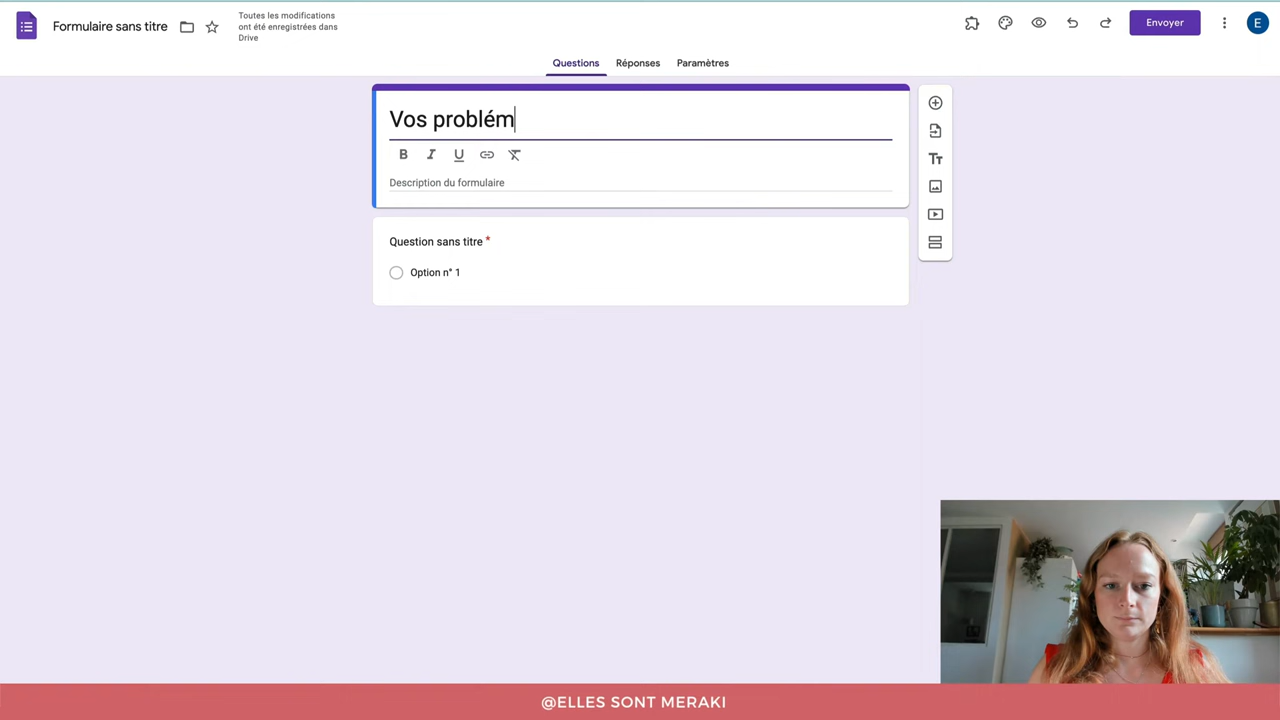 Formulaire sans titre
Toutes les modifications
ont été enregistrées dans
Drive
Envoyer
E
Questions Réponses Paramètres
Vos problém
B I U
Description du formulaire
Tт
Question sans titre *
Option n° 1
@ELLES SONT MERAKI